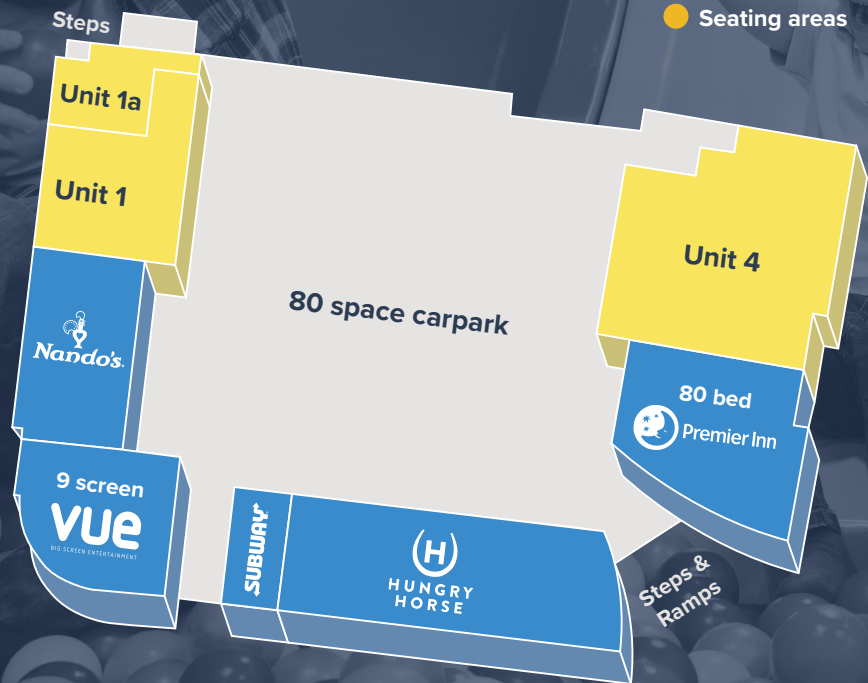 Steps
Seating areas
Unit 1a
Unit 1
Unit 4
80 space carpark
Nando's.
80 bed
Premier Inn
9 screen
vue
BIG SCREEN ENTERTAINMENT
SUBWAY
HUNGRY
HORSE
H
Steps &
Ramps